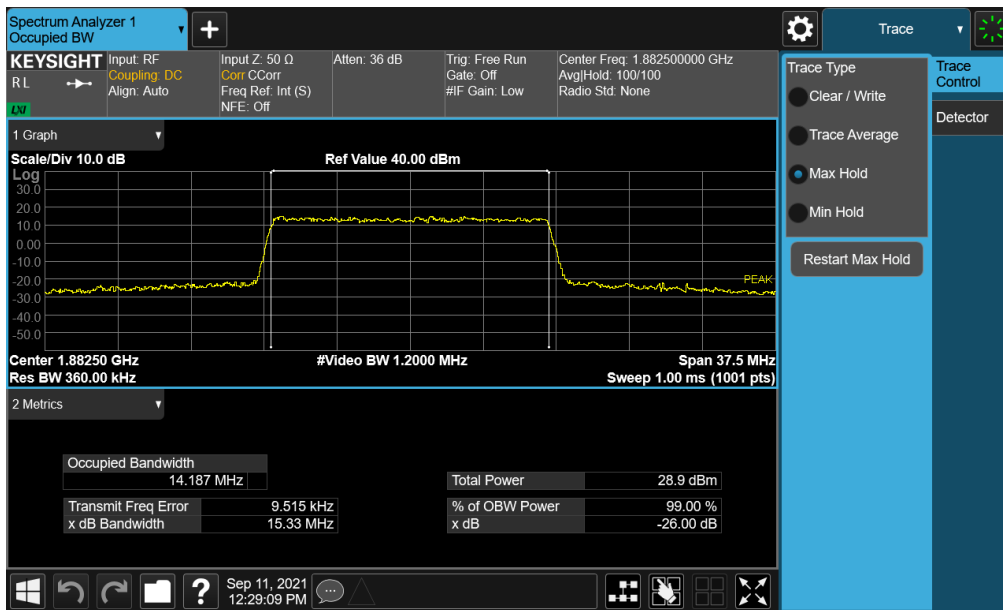 Spectrum Analyzer 1
Occupied BW
Trace
KEYSIGHT
R L
LXI
Input: RF
Coupling: DC
Align: Auto
Input Z: 50 Ω
Corr CCorr
Freq Ref: Int (S)
NFE: Off
Atten: 36 dB
Trig: Free Run
Gate: Off
#IF Gain: Low
Center Freq: 1.882500000 GHz
Avg|Hold: 100/100
Radio Std: None
Trace Type
Clear / Write
Trace Average
Max Hold
Min Hold
Restart Max Hold
Trace
Control
Detector
1 Graph
Scale/Div 10.0 dB
Ref Value 40.00 dBm
Log
30.0
20.0
10.0
0.00
-10.0
-20.0
-30.0
-40.0
-50.0
PEAK
Center 1.88250 GHz
#Video BW 1.2000 MHz
Span 37.5 MHz
Res BW 360.00 kHz
Sweep 1.00 ms (1001 pts)
2 Metrics
Occupied Bandwidth
14.187 MHz
Total Power 28.9 dBm
Transmit Freq Error 9.515 kHz
% of OBW Power 99.00 %
x dB Bandwidth 15.33 MHz
x dB -26.00 dB
?
Sep 11, 2021
12:29:09 PM